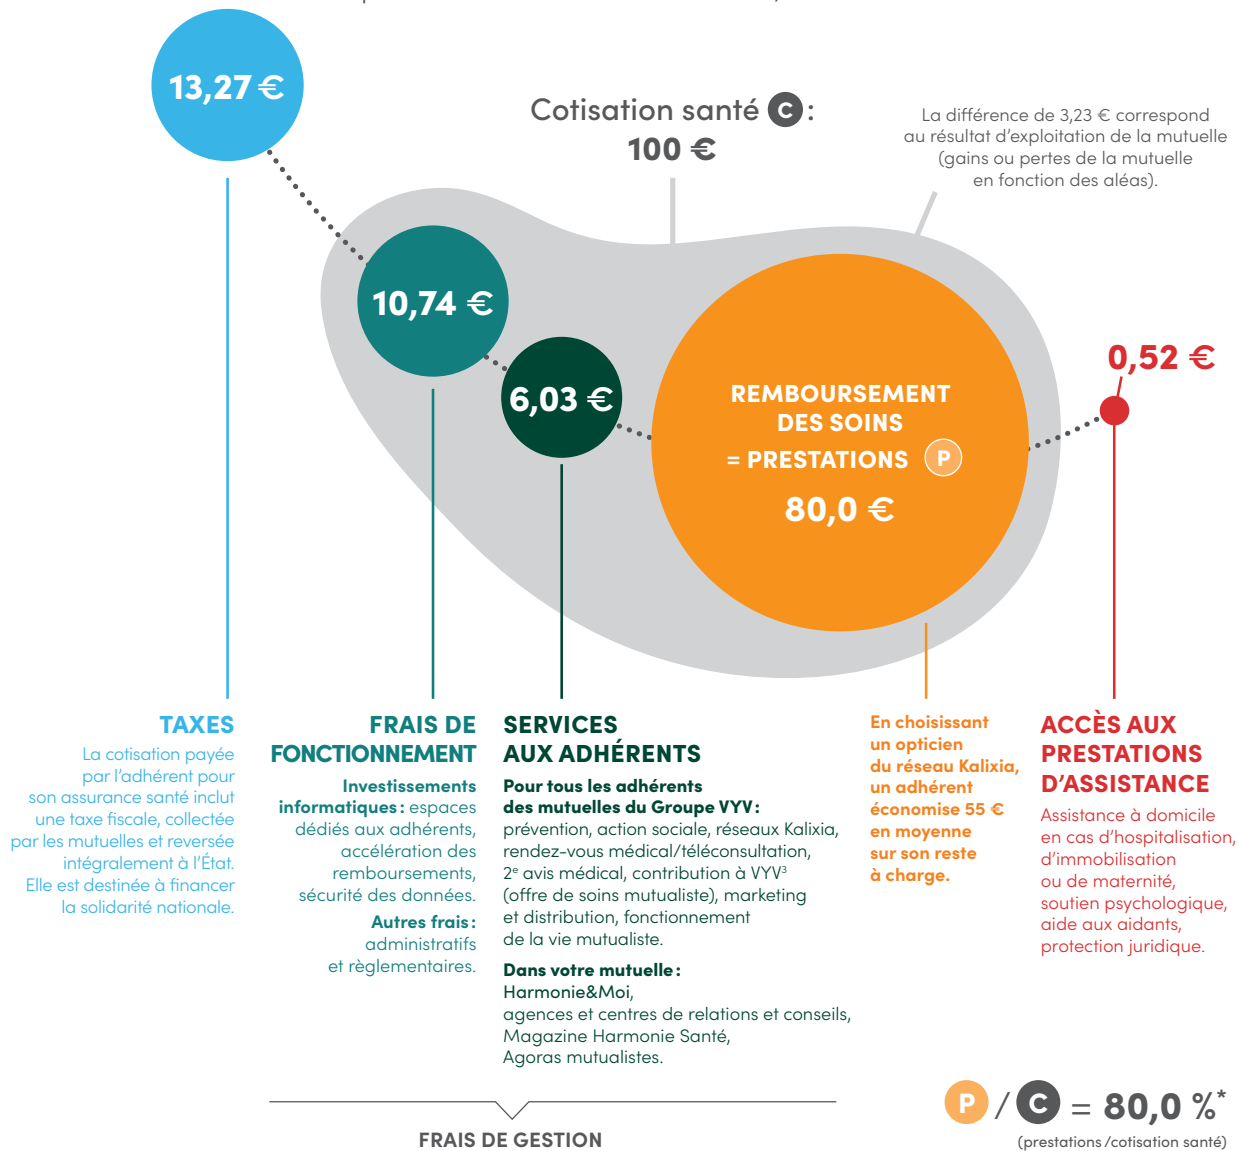 13,27 €
Cotisation santé C :
100 €
La différence de 3,23 € correspond
au résultat d’exploitation de la mutuelle
(gains ou pertes de la mutuelle
en fonction des aléas).
10,74 €
6,03 €
REMBOURSEMENT
DES SOINS
= PRESTATIONS P
80,0 €
0,52 €
TAXES
La cotisation payée
par l’adhérent pour
son assurance santé inclut
une taxe fiscale, collectée
par les mutuelles et reversée
intégralement à l’État.
Elle est destinée à financer
la solidarité nationale.
FRAIS DE
FONCTIONNEMENT
Investissements
informatiques : espaces
dédiés aux adhérents,
accélération des
remboursements,
sécurité des données.
Autres frais :
administratifs
et règlementaires.
SERVICES
AUX ADHÉRENTS
Pour tous les adhérents
des mutuelles du Groupe VYV :
prévention, action sociale, réseaux Kalixia,
rendez-vous médical/téléconsultation,
2e avis médical, contribution à VYV³
(offre de soins mutualiste), marketing
et distribution, fonctionnement
de la vie mutualiste.
Dans votre mutuelle :
Harmonie&Moi,
agences et centres de relations et conseils,
Magazine Harmonie Santé,
Agoras mutualistes.
En choisissant
un opticien
du réseau Kalixia,
un adhérent
économise 55 €
en moyenne
sur son reste
à charge.
ACCÈS AUX
PRESTATIONS
D’ASSISTANCE
Assistance à domicile
en cas d’hospitalisation,
d’immobilisation
ou de maternité,
soutien psychologique,
aide aux aidants,
protection juridique.
FRAIS DE GESTION
P / C = 80,0 %*
(prestations/cotisation santé)